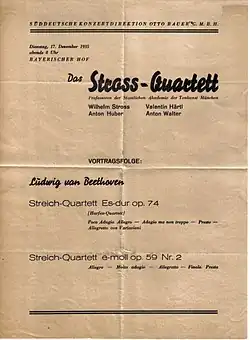 SÜDDEUTSCHE KONZERTDIREKTION OTTO BAUER G. M. B. H.
Dienstag, 17. Dezember 1935
abends 8 Uhr
BAYERISCHER HOF
Das Stross-Quartett
Professoren der Staatlichen Akademie der Tonkunst München
Wilhelm Stross Valentin Härtl
Anton Huber Anton Walter
VORTRAGSFOLGE:
Ludwig van Beethoven
Streich-Quartett Es-dur op. 74
(Harfen-Quartett)
Poco Adagio Allegro — Adagio ma non troppo — Presto —
Allegretto con Variazioni
Streich-Quartett e-moll op. 59 Nr. 2
Allegro — Molto adagio — Allegretto — Finale. Presto